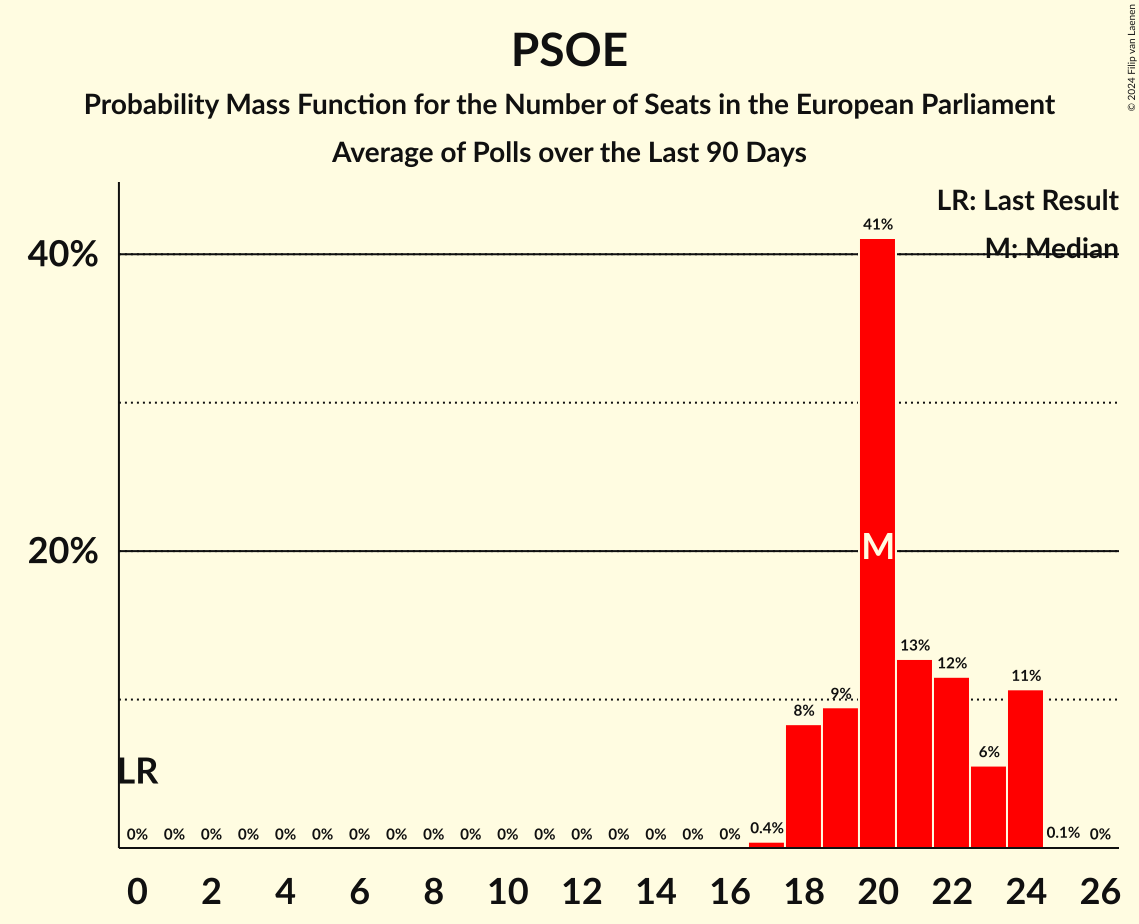 PSOE
Probability Mass Function for the Number of Seats in the European Parliament
Average of Polls over the Last 90 Days
© 2024 Filip van Laenen
LR: Last Result
M: Median
40%
20%
41%
M
13%
12%
11%
9%
8%
6%
LR
0% 0% 0% 0% 0% 0% 0% 0% 0% 0% 0% 0% 0% 0% 0% 0% 0% 0.4% 0.1% 0%
0 2 4 6 8 10 12 14 16 18 20 22 24 26